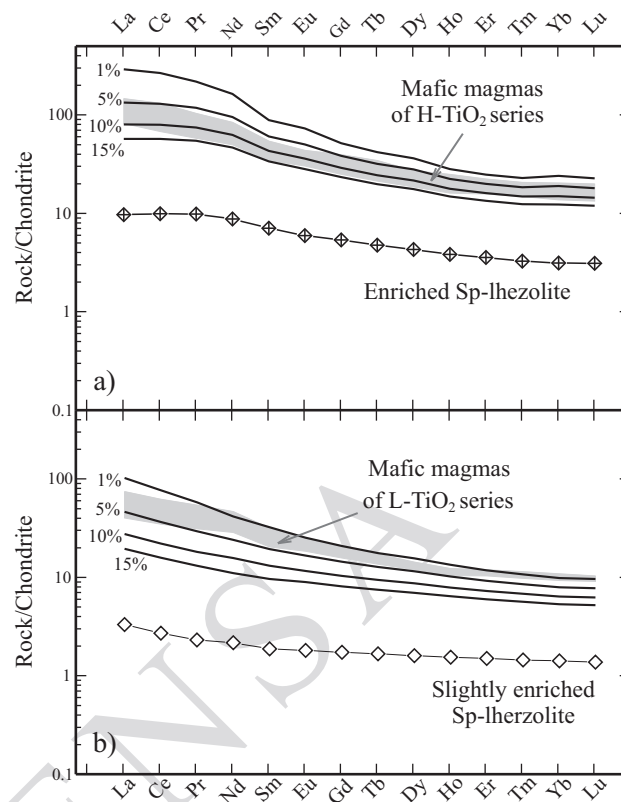 La Ce Pr Nd Sm Eu Gd Tb Dy Ho Er Tm Yb Lu
100
10
1
0.1
Rock/Chondrite
1%
5%
10%
15%
Mafic magmas
of H-TiO₂ series
Enriched Sp-lhezolite
a)
100
10
1
0.1
Rock/Chondrite
1%
5%
10%
15%
Mafic magmas
of L-TiO₂ series
Slightly enriched
Sp-lherzolite
b)
La Ce Pr Nd Sm Eu Gd Tb Dy Ho Er Tm Yb Lu
ENSA